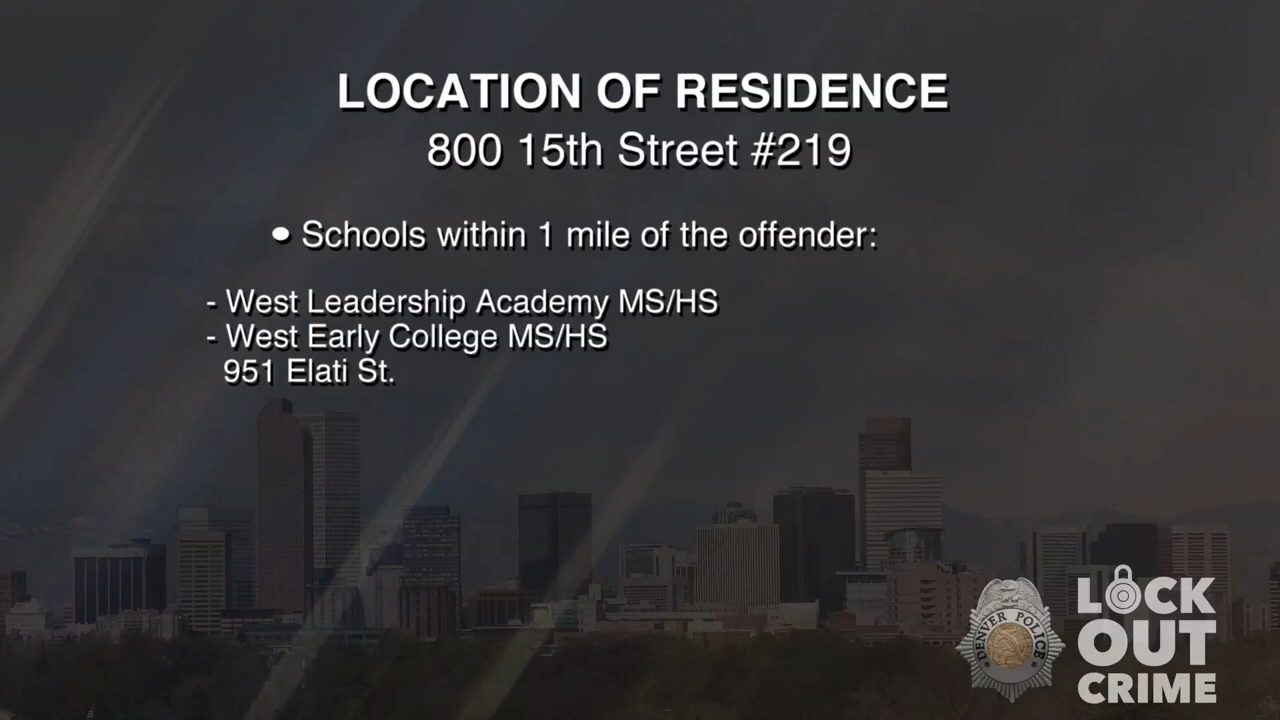 LOCATION OF RESIDENCE
800 15th Street #219
• Schools within 1 mile of the offender:
- West Leadership Academy MS/HS
- West Early College MS/HS
951 Elati St.
DENVER POLICE
LOCK
OUT
CRIME